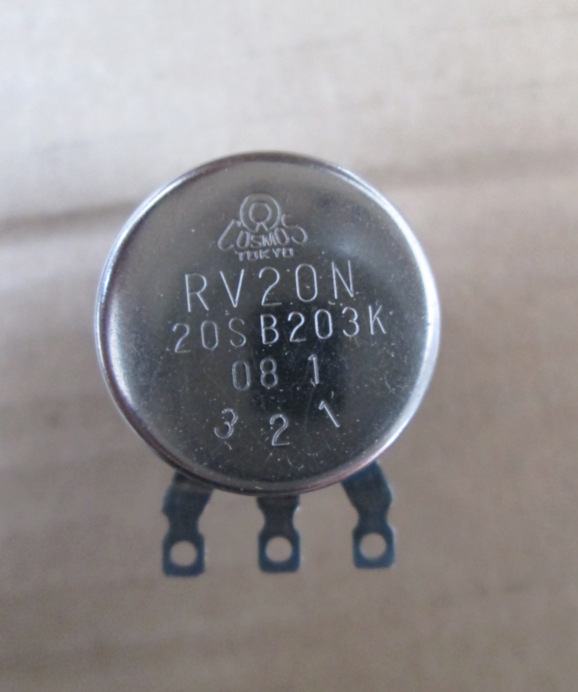 COSMOS
TOKYO
RV20N
20SB203K
08 1
3 2 1